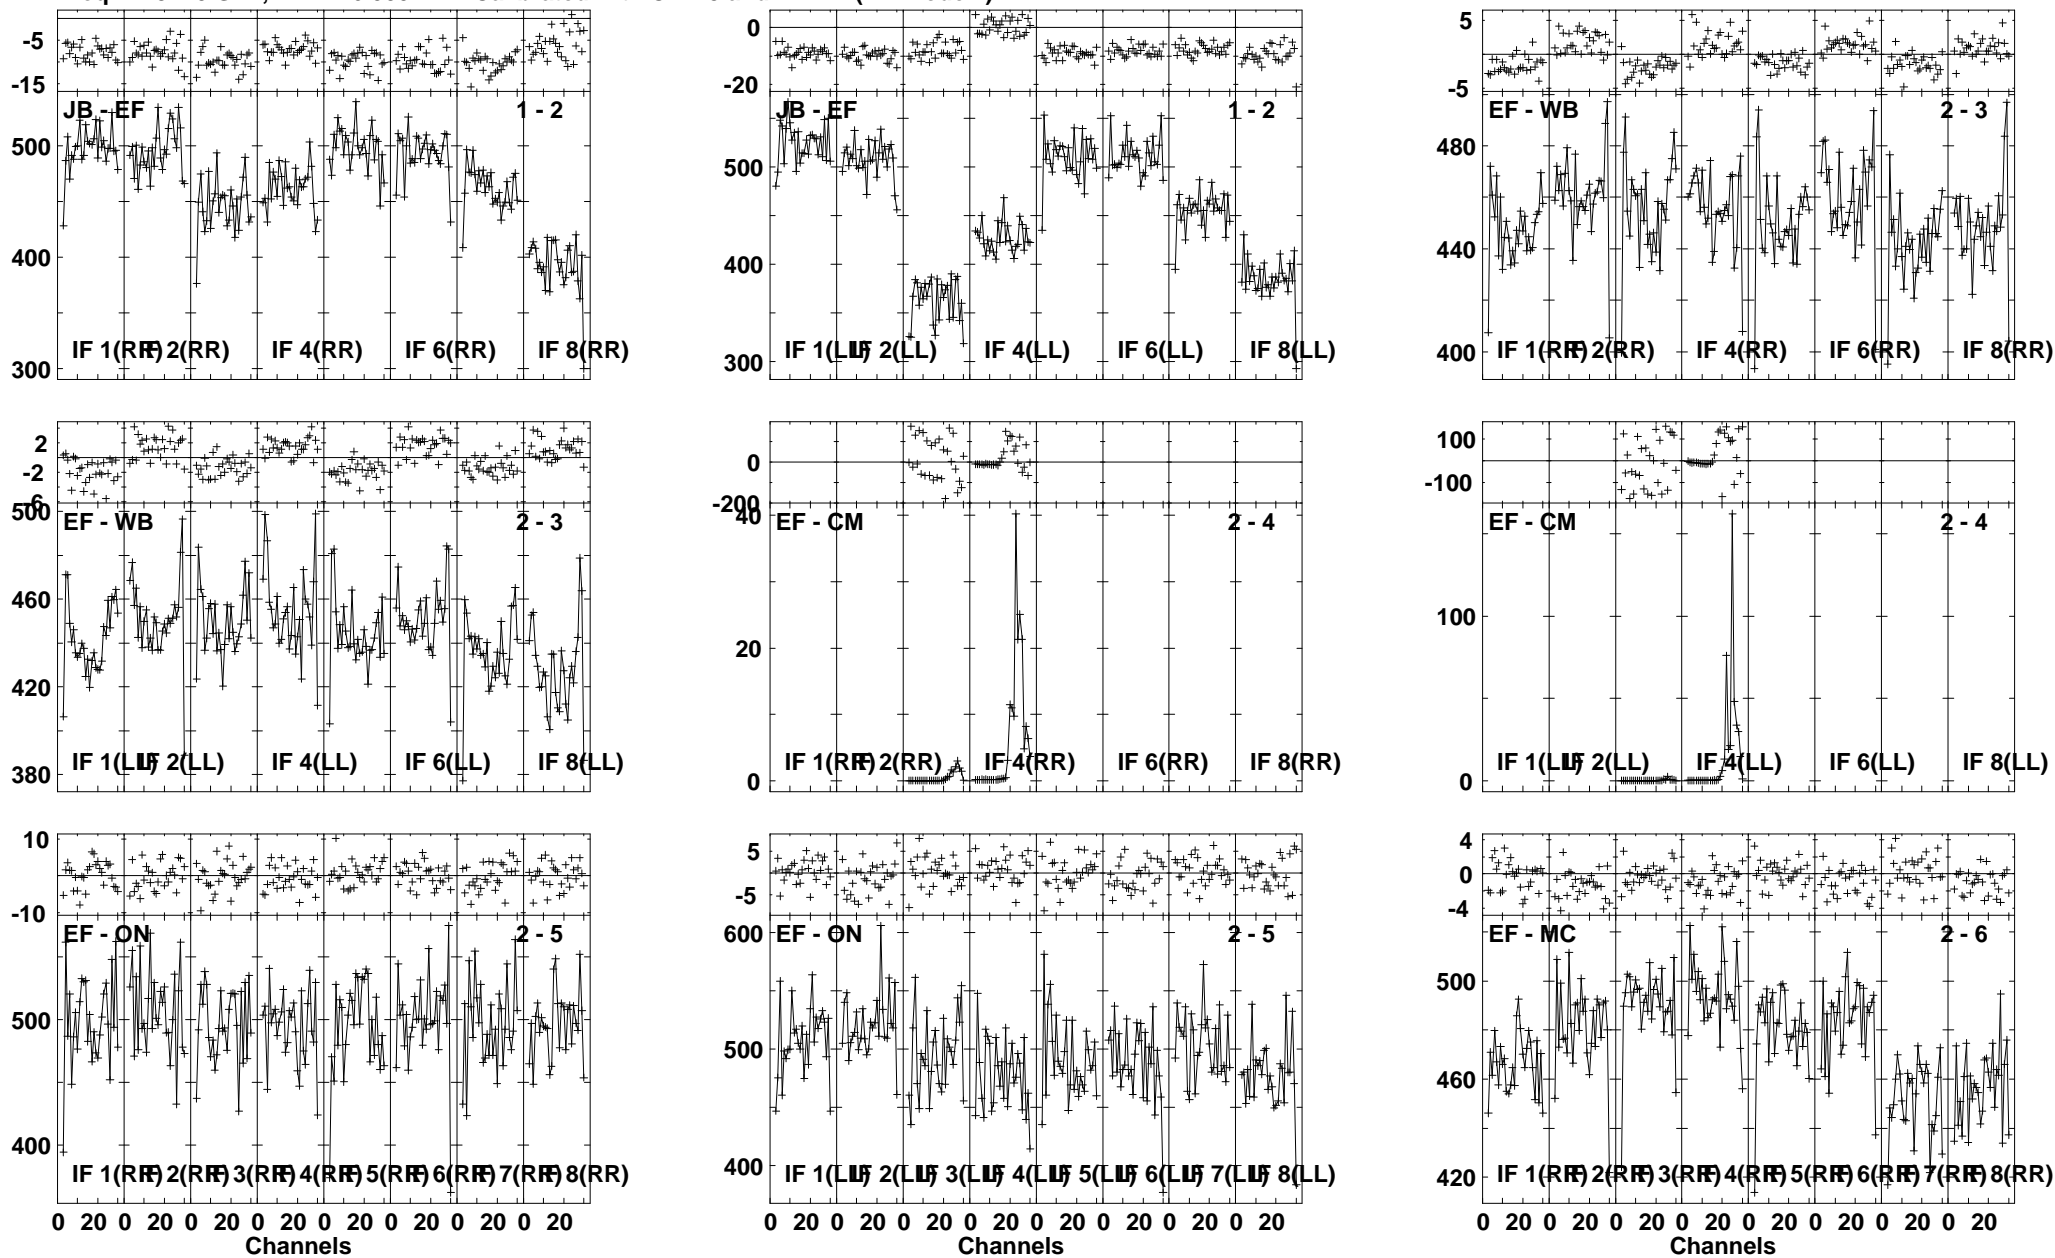 -5
-15
JB - EF 1 - 2
500
400
300
IF 1(RR) IF 2(RR) IF 4(RR) IF 6(RR) IF 8(RR)
0
-20
JB - EF 1 - 2
500
400
300
IF 1(LL) IF 2(LL) IF 4(LL) IF 6(LL) IF 8(LL)
5
-5
EF - WB 2 - 3
480
440
400
IF 1(RR) IF 2(RR) IF 4(RR) IF 6(RR) IF 8(RR)
2
-2
-6
500
EF - WB 2 - 3
460
420
380
IF 1(LL) IF 2(LL) IF 4(LL) IF 6(LL) IF 8(LL)
0
-200
40
EF - CM 2 - 4
20
0
IF 1(RR) IF 2(RR) IF 4(RR) IF 6(RR) IF 8(RR)
100
-100
EF - CM 2 - 4
100
0
IF 1(LL) IF 2(LL) IF 4(LL) IF 6(LL) IF 8(LL)
10
-10
EF - ON 2 - 5
500
400
IF 1(RR) IF 2(RR) IF 3(RR) IF 4(RR) IF 5(RR) IF 6(RR) IF 7(RR) IF 8(RR)
0 20 0 20 0 20 0 20 0 20 0 20 0 20 0 20
Channels
5
-5
600
EF - ON 2 - 5
500
400
IF 1(LL) IF 2(LL) IF 3(LL) IF 4(LL) IF 5(LL) IF 6(LL) IF 7(LL) IF 8(LL)
0 20 0 20 0 20 0 20 0 20 0 20 0 20 0 20
Channels
4
0
-4
EF - MC 2 - 6
500
460
420
IF 1(RR) IF 2(RR) IF 3(RR) IF 4(RR) IF 5(RR) IF 6(RR) IF 7(RR) IF 8(RR)
0 20 0 20 0 20 0 20 0 20 0 20 0 20 0 20
Channels